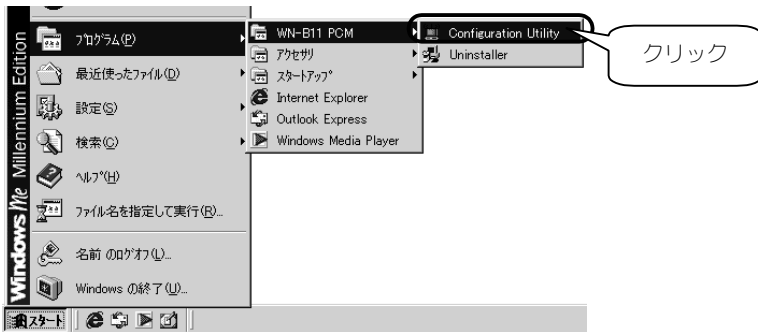 Windows Me Millennium Edition
プログラム(P)
最近使ったファイル(D)
設定(S)
検索(C)
ヘルプ(H)
ファイル名を指定して実行(R)...
名前 のログオフ(L)...
Windows の終了(U)...
スタート
WN-B11 PCM
アクセサリ
スタートアップ
Internet Explorer
Outlook Express
Windows Media Player
Configuration Utility
Uninstaller
クリック